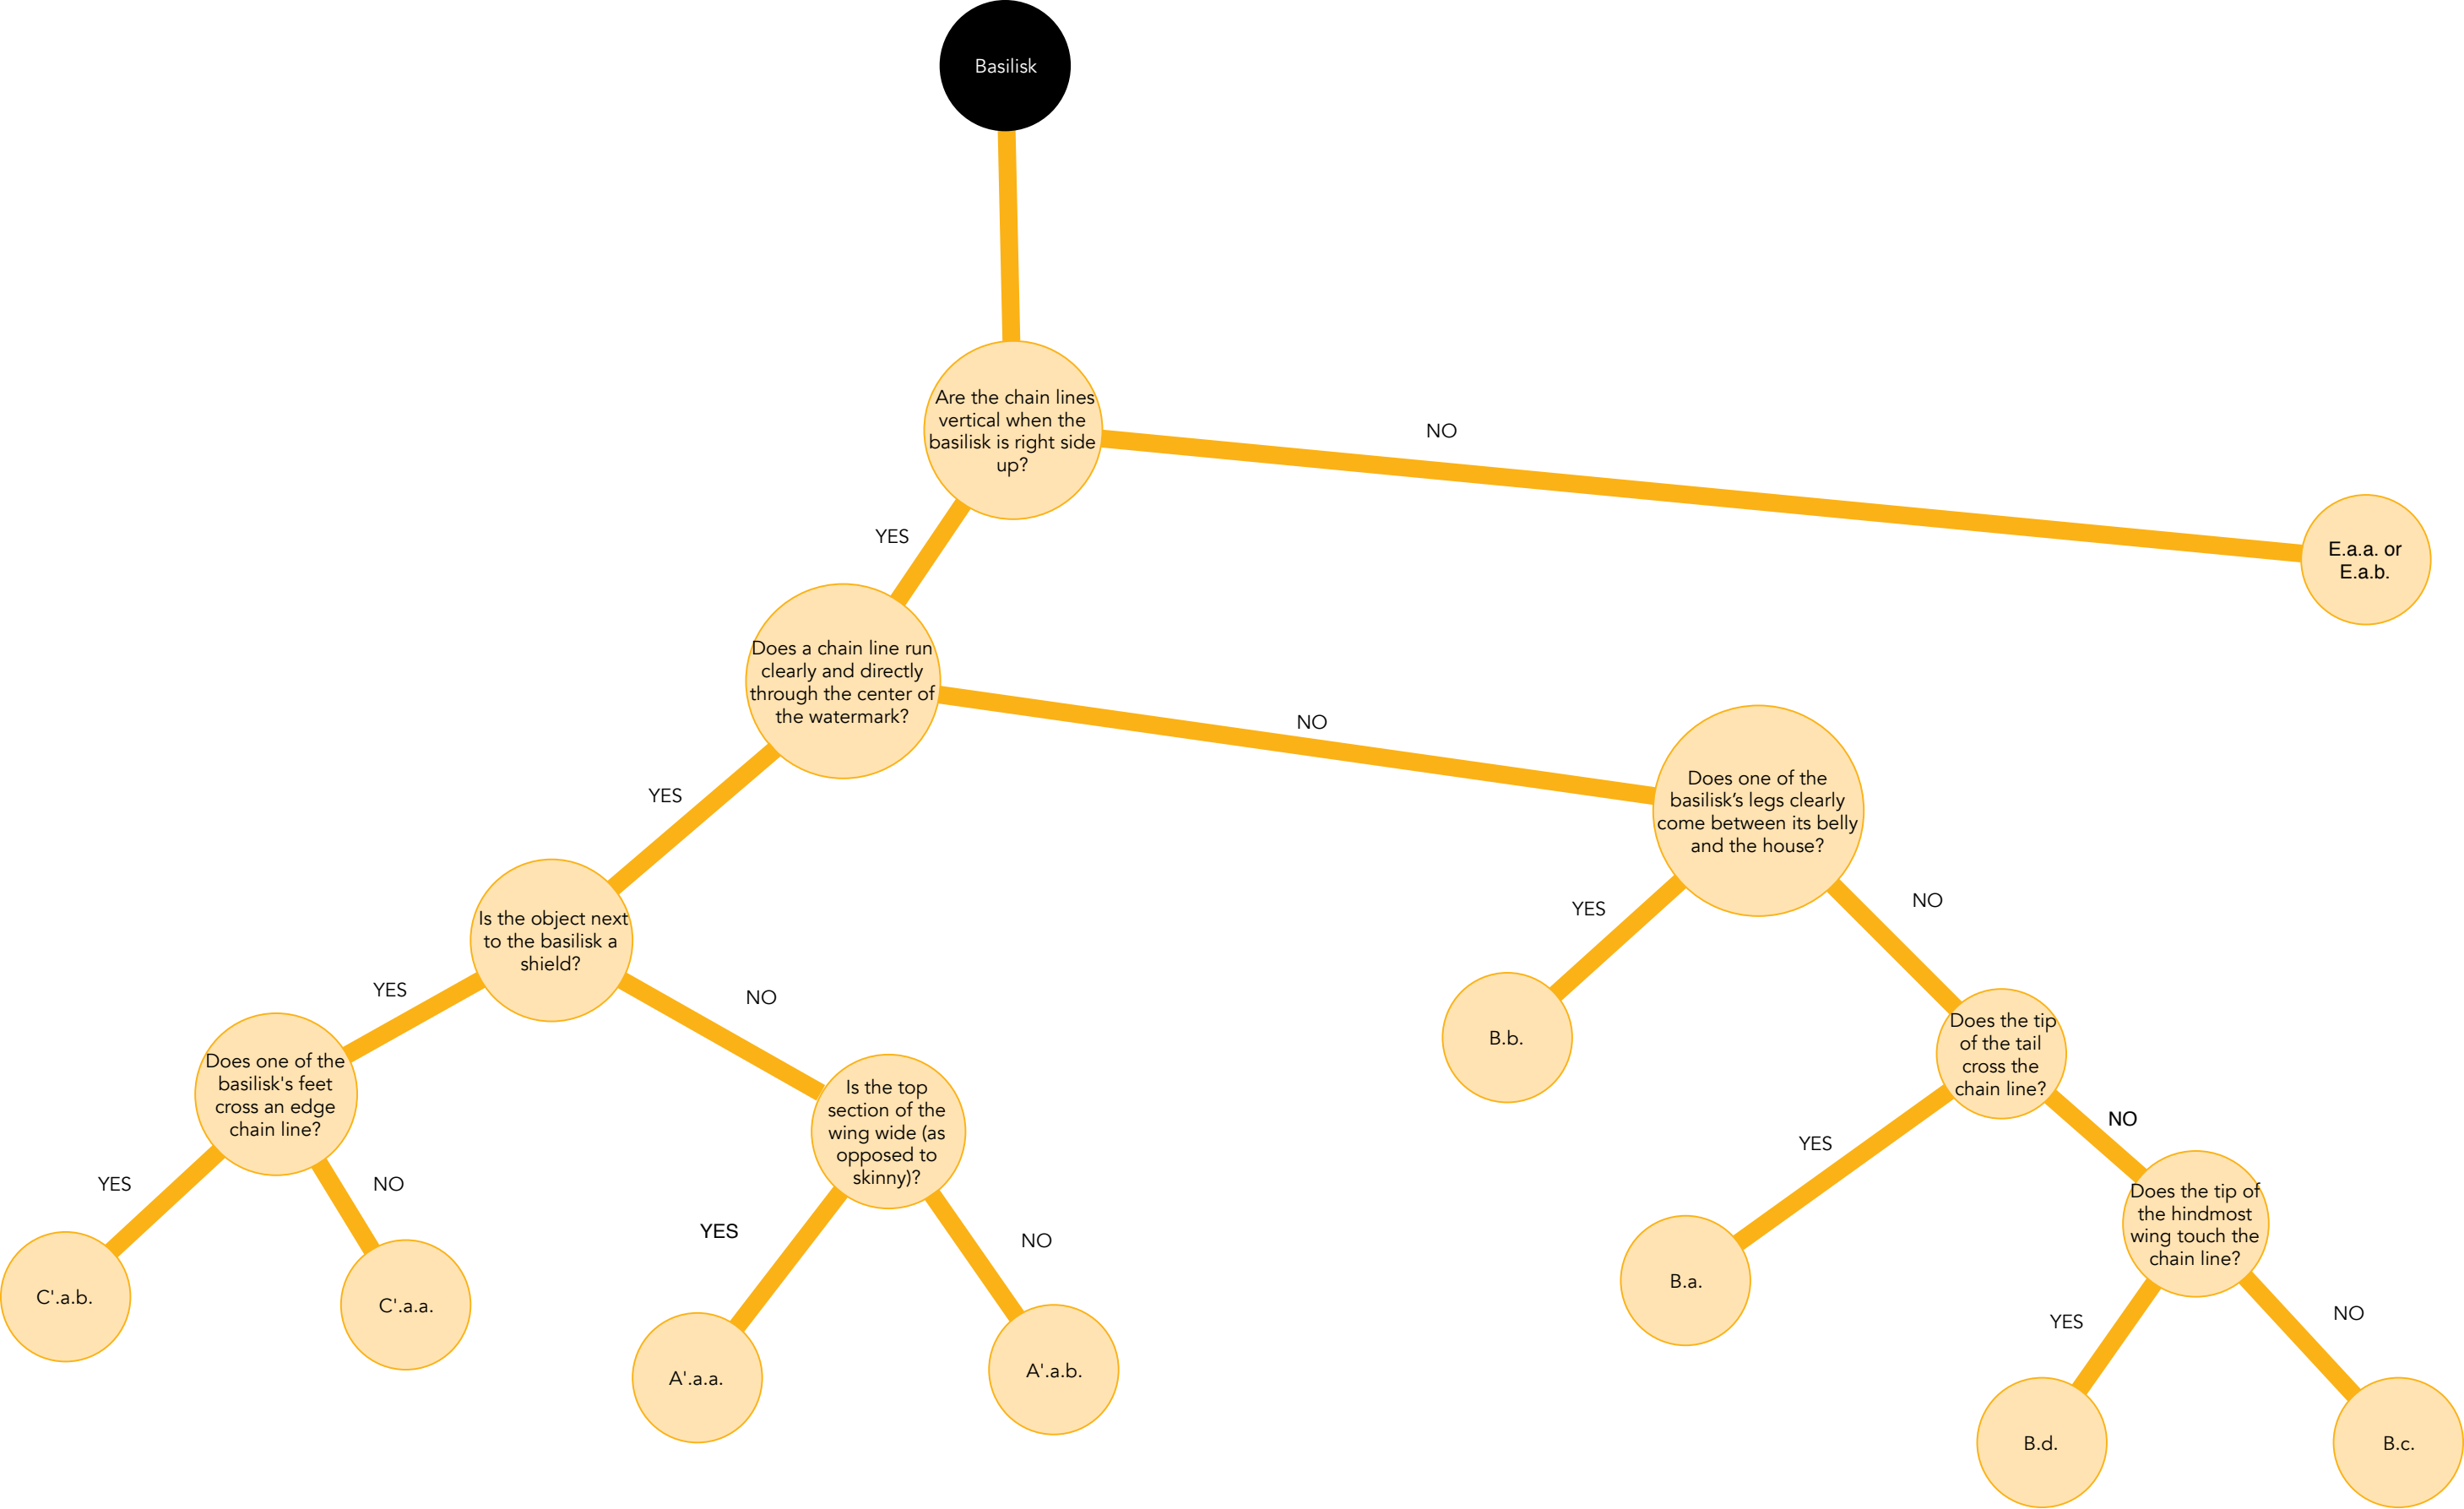 Basilisk
Are the chain lines
vertical when the
basilisk is right side
up?
NO
E.a.a. or
E.a.b.
YES
Does a chain line run
clearly and directly
through the center of
the watermark?
NO
Does one of the
basilisk’s legs clearly
come between its belly
and the house?
YES
Is the object next
to the basilisk a
shield?
YES
NO
B.b.
Does the tip
of the tail
cross the
chain line?
YES
NO
Does one of the
basilisk's feet
cross an edge
chain line?
Is the top
section of the
wing wide (as
opposed to
skinny)?
YES
NO
Does the tip of
the hindmost
wing touch the
chain line?
YES
NO
C'.a.b.
C'.a.a.
YES
NO
A'.a.a.
A'.a.b.
B.a.
YES
NO
B.d.
B.c.